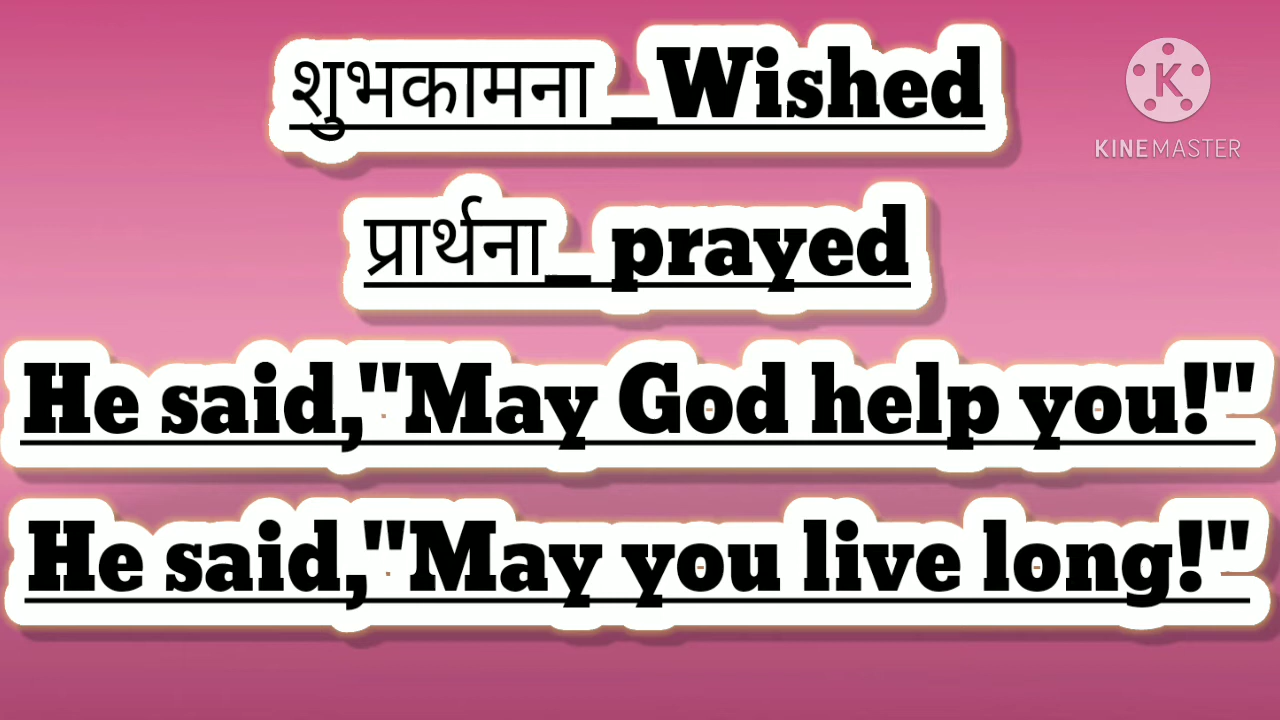 शुभकामना _Wished
K
KINEMASTER
प्रार्थना_ prayed
He said,"May God help you!"
He said,"May you live long!"